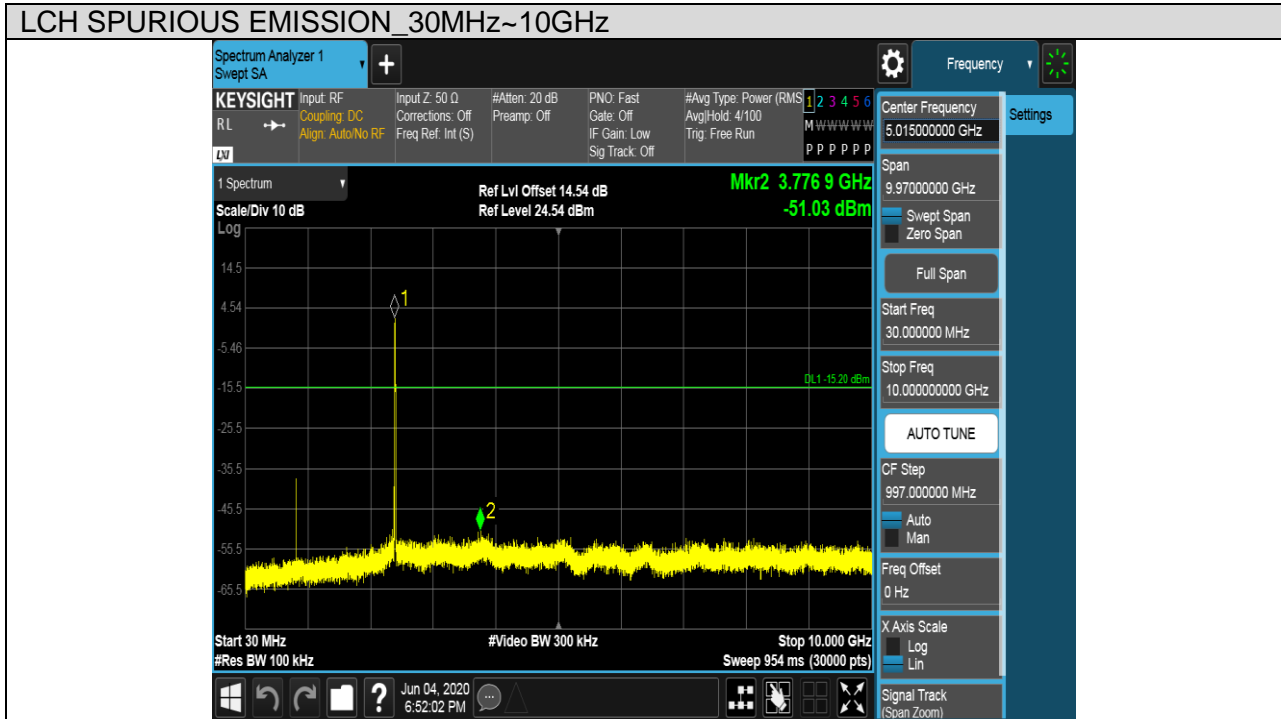 LCH SPURIOUS EMISSION_30MHz~10GHz
Spectrum Analyzer 1
Swept SA
+
Frequency
KEYSIGHT
RL
LXI
Input: RF
Coupling: DC
Align: Auto/No RF
Input Z: 50 Ω
Corrections: Off
Freq Ref: Int (S)
#Atten: 20 dB
Preamp: Off
PNO: Fast
Gate: Off
IF Gain: Low
Sig Track: Off
#Avg Type: Power (RMS
Avg|Hold: 4/100
Trig: Free Run
1 2 3 4 5 6
M W W W W W
P P P P P P
1 Spectrum
Scale/Div 10 dB
Log
Ref Lvl Offset 14.54 dB
Ref Level 24.54 dBm
Mkr2 3.776 9 GHz
-51.03 dBm
14.5
4.54
-5.46
-15.5
-25.5
-35.5
-45.5
-55.5
-65.5
1
2
DL1 -15.20 dBm
Start 30 MHz
#Res BW 100 kHz
#Video BW 300 kHz
Stop 10.000 GHz
Sweep 954 ms (30000 pts)
Center Frequency
5.015000000 GHz
Settings
Span
9.97000000 GHz
Swept Span
Zero Span
Full Span
Start Freq
30.000000 MHz
Stop Freq
10.000000000 GHz
AUTO TUNE
CF Step
997.000000 MHz
Auto
Man
Freq Offset
0 Hz
X Axis Scale
Log
Lin
Signal Track
(Span Zoom)
?
Jun 04, 2020
6:52:02 PM